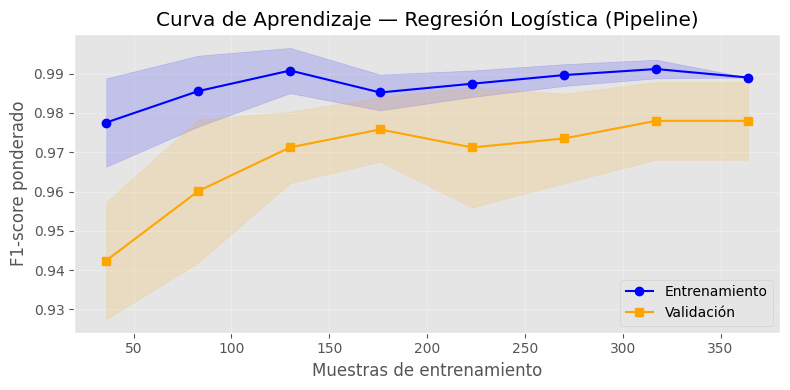 Curva de Aprendizaje — Regresión Logística (Pipeline)
F1-score ponderado
0.99
0.98
0.97
0.96
0.95
0.94
0.93
Entrenamiento
Validación
50 100 150 200 250 300 350
Muestras de entrenamiento